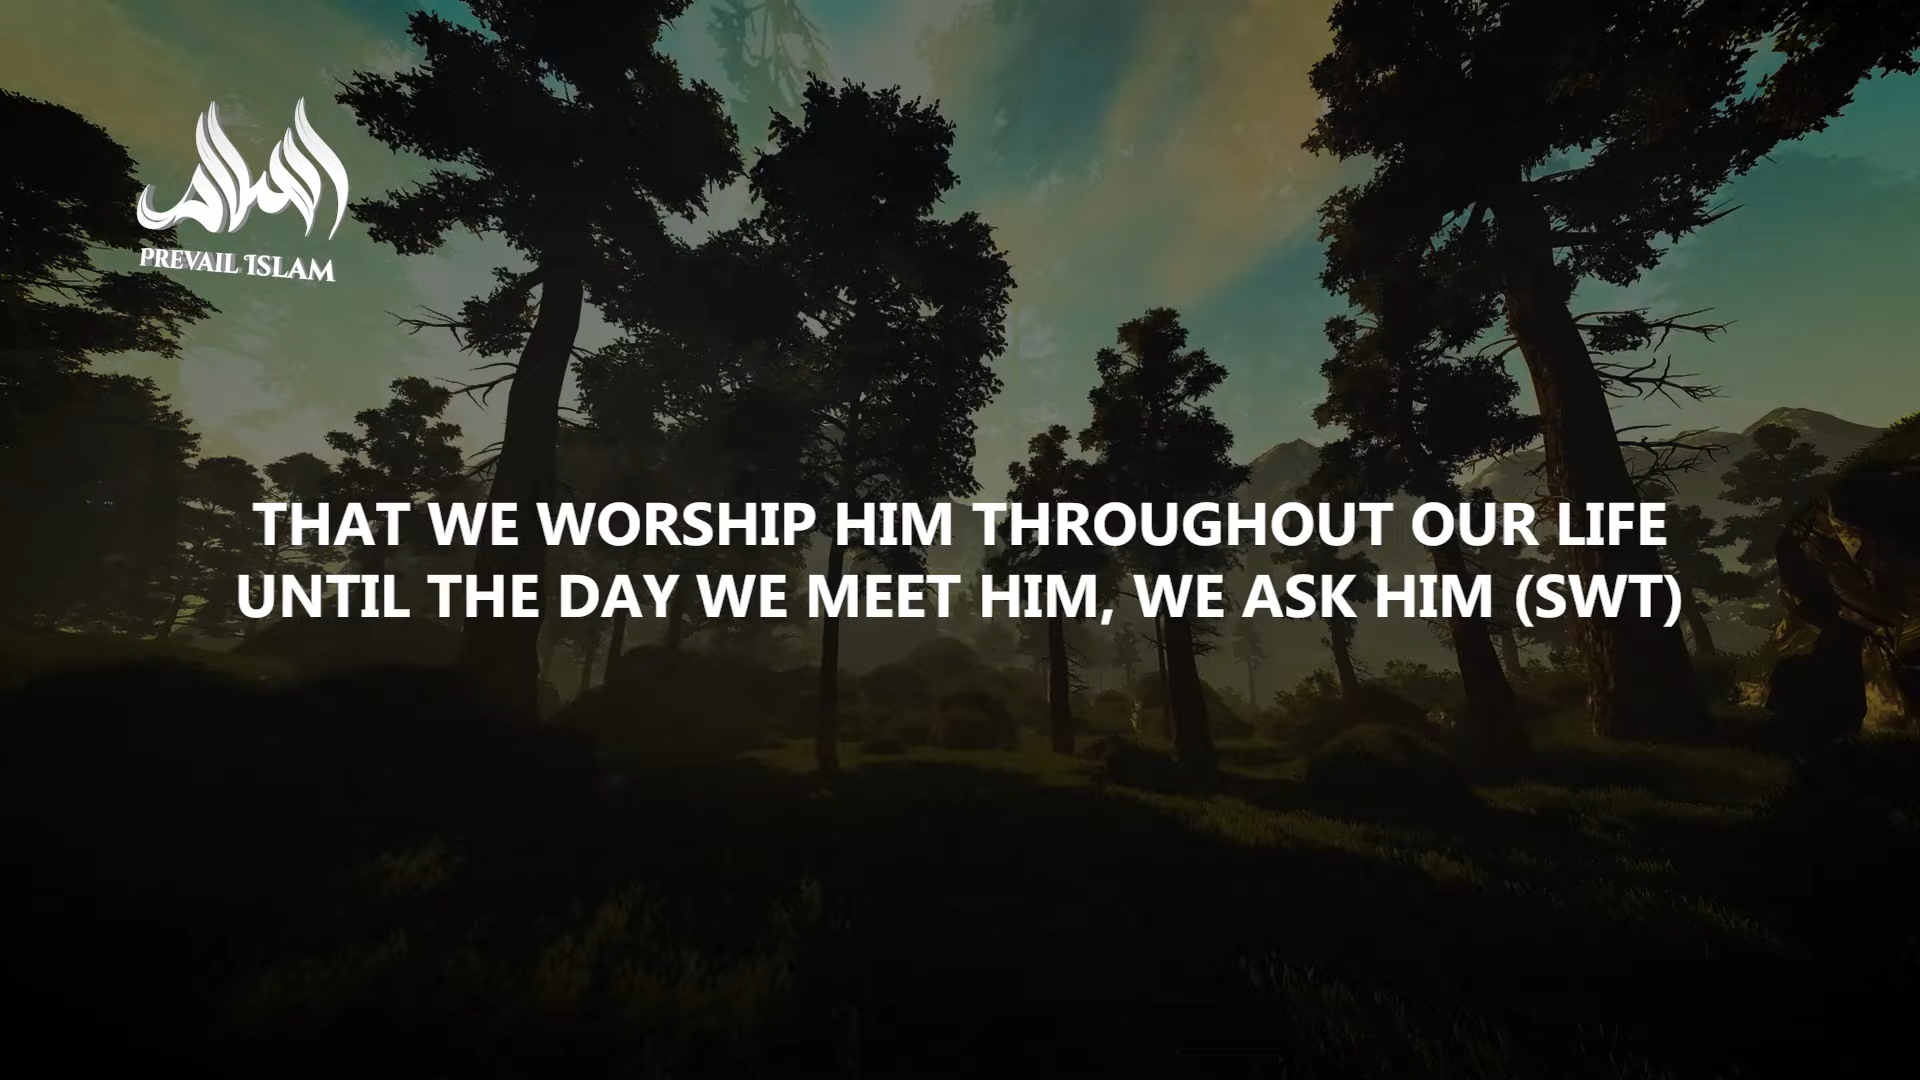 PREVAIL ISLAM
THAT WE WORSHIP HIM THROUGHOUT OUR LIFE
UNTIL THE DAY WE MEET HIM, WE ASK HIM (SWT)